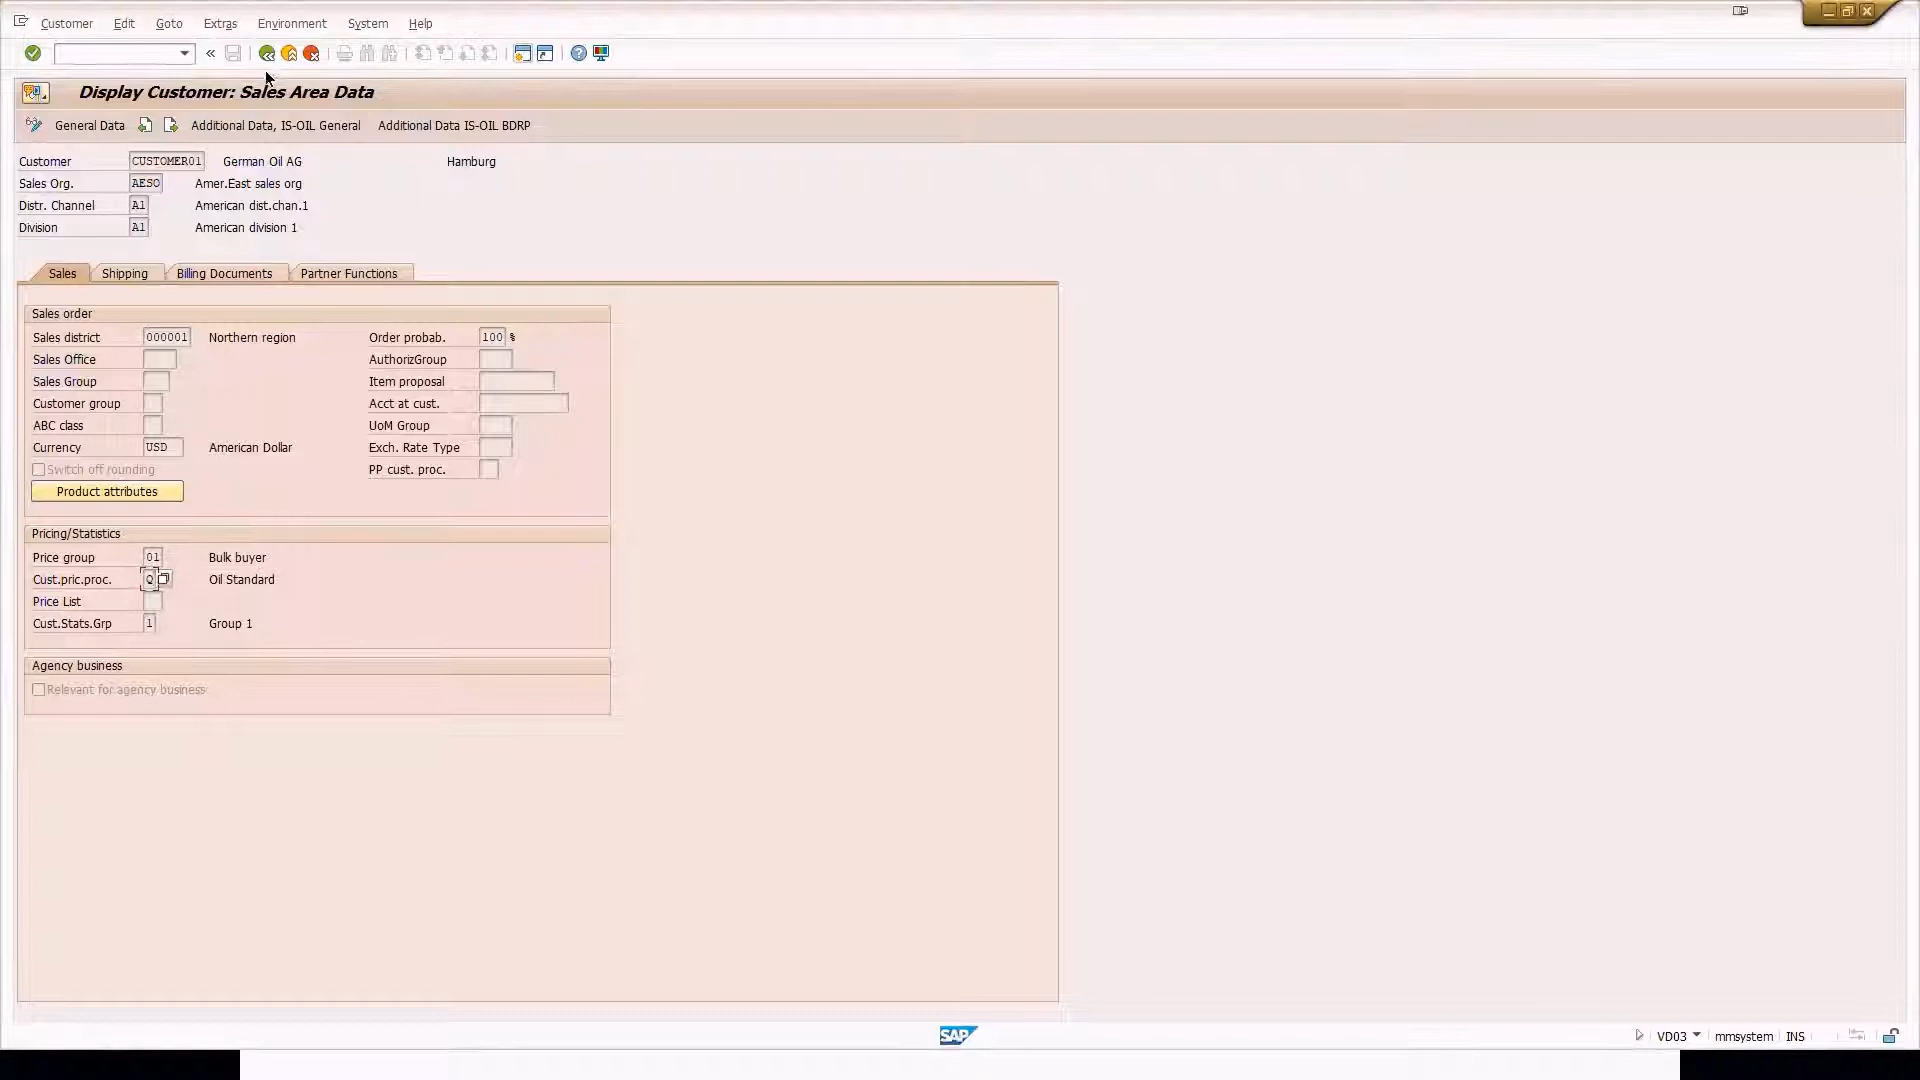 Customer Edit Goto Extras Environment System Help
«
Display Customer: Sales Area Data
General Data Additional Data, IS-OIL General Additional Data IS-OIL BDRP
Customer CUSTOMER01 German Oil AG Hamburg
Sales Org. AESO Amer.East sales org
Distr. Channel A1 American dist.chan.1
Division A1 American division 1
Sales Shipping Billing Documents Partner Functions
Sales order
Sales district 000001 Northern region Order probab. 100 %
Sales Office AuthorizGroup
Sales Group Item proposal
Customer group Acct at cust.
ABC class UoM Group
Currency USD American Dollar Exch. Rate Type
Switch off rounding PP cust. proc.
Product attributes
Pricing/Statistics
Price group 01 Bulk buyer
Cust.pric.proc. Q Oil Standard
Price List
Cust.Stats.Grp 1 Group 1
Agency business
Relevant for agency business
SAP VD03 mmsystem INS